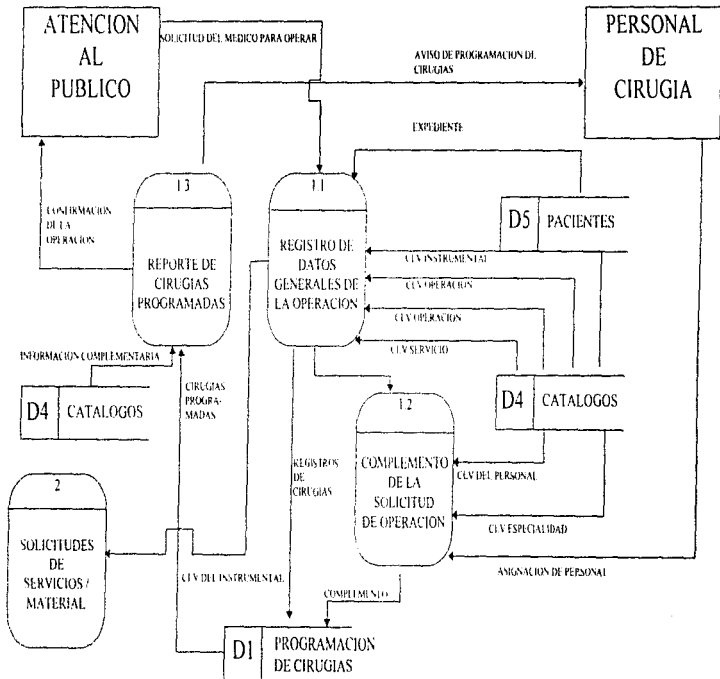 ATENCION
AL
PUBLICO
SOLICITUD DEL MEDICO PARA OPERAR
AVISO DE PROGRAMACION DE
CIRUGIAS
PERSONAL
DE
CIRUGIA
EXPEDIENTE
1.3
REPORTE DE
CIRUGIAS
PROGRAMADAS
1.1
REGISTRO DE
DATOS
GENERALES DE
LA OPERACION
D5 PACIENTES
CONFIRMACION
DE LA
OPERACION
CLV INSTRUMENTAL
CLV OPERACION
CLV OPERACION
CLV SERVICIO
INFORMACION COMPLEMENTARIA
D4 CATALOGOS
CIRUGIAS
PROGRA-
MADAS
D4 CATALOGOS
1.2
COMPLEMENTO
DE LA
SOLICITUD
DE OPERACION
CLV DEL PERSONAL
CLV ESPECIALIDAD
ASIGNACION DE PERSONAL
REGISTROS
DE
CIRUGIAS
2
SOLICITUDES
DE
SERVICIOS /
MATERIAL
CLV DEL INSTRUMENTAL
COMPLEMENTO
D1 PROGRAMACION
DE CIRUGIAS